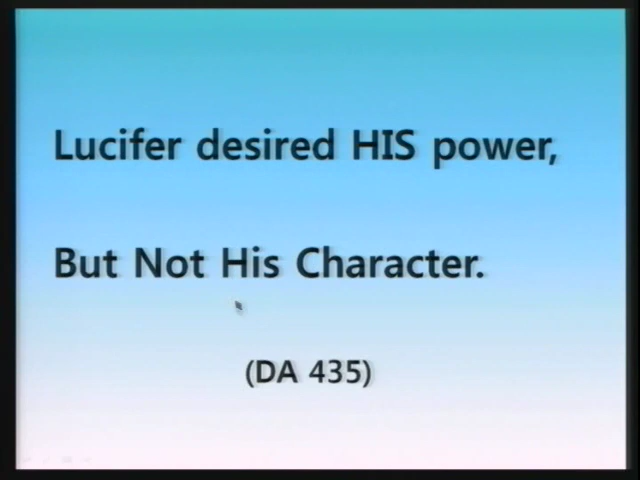 Lucifer desired HIS power,
But Not His Character.
(DA 435)